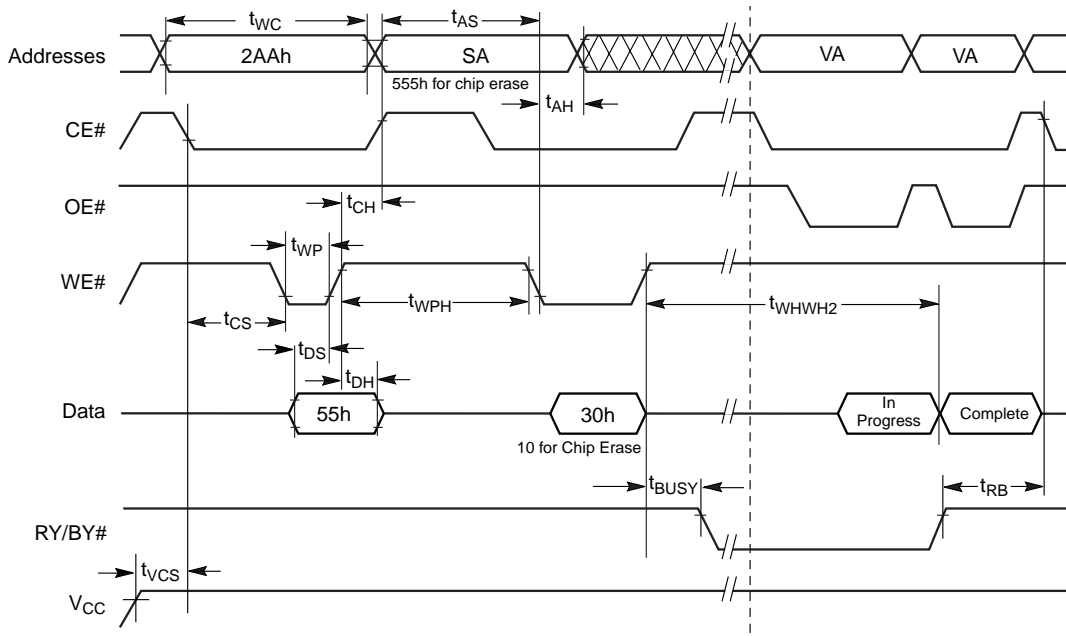 tWC
tAS
Addresses
2AAh
SA
VA
VA
555h for chip erase
tAH
CE#
OE#
tCH
tWP
WE#
tWPH
tWHWH2
tCS
tDS
tDH
Data
55h
30h
In
Progress
Complete
10 for Chip Erase
tBUSY
tRB
RY/BY#
tVCS
VCC